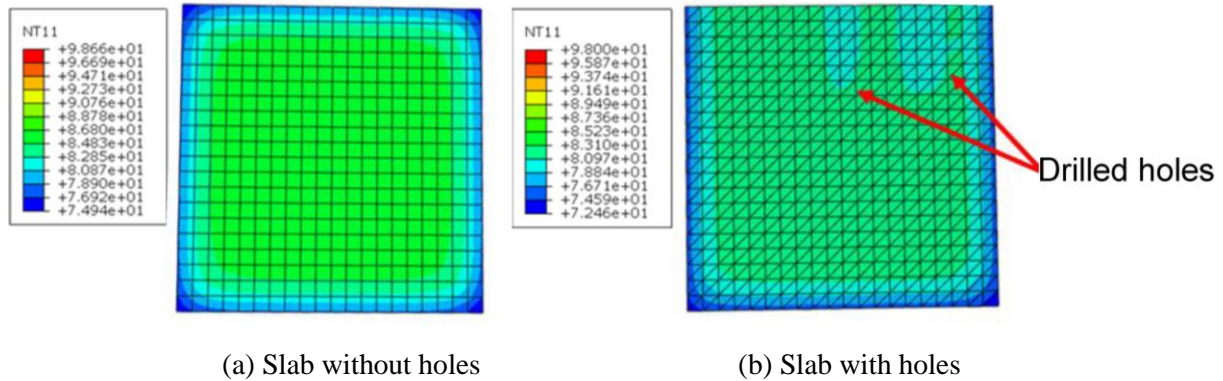 NT11
+9.866e+01
+9.669e+01
+9.471e+01
+9.273e+01
+9.076e+01
+8.878e+01
+8.680e+01
+8.483e+01
+8.285e+01
+8.087e+01
+7.890e+01
+7.692e+01
+7.494e+01
NT11
+9.800e+01
+9.587e+01
+9.374e+01
+9.161e+01
+8.949e+01
+8.736e+01
+8.523e+01
+8.310e+01
+8.097e+01
+7.884e+01
+7.671e+01
+7.459e+01
+7.246e+01
Drilled holes
(a) Slab without holes
(b) Slab with holes